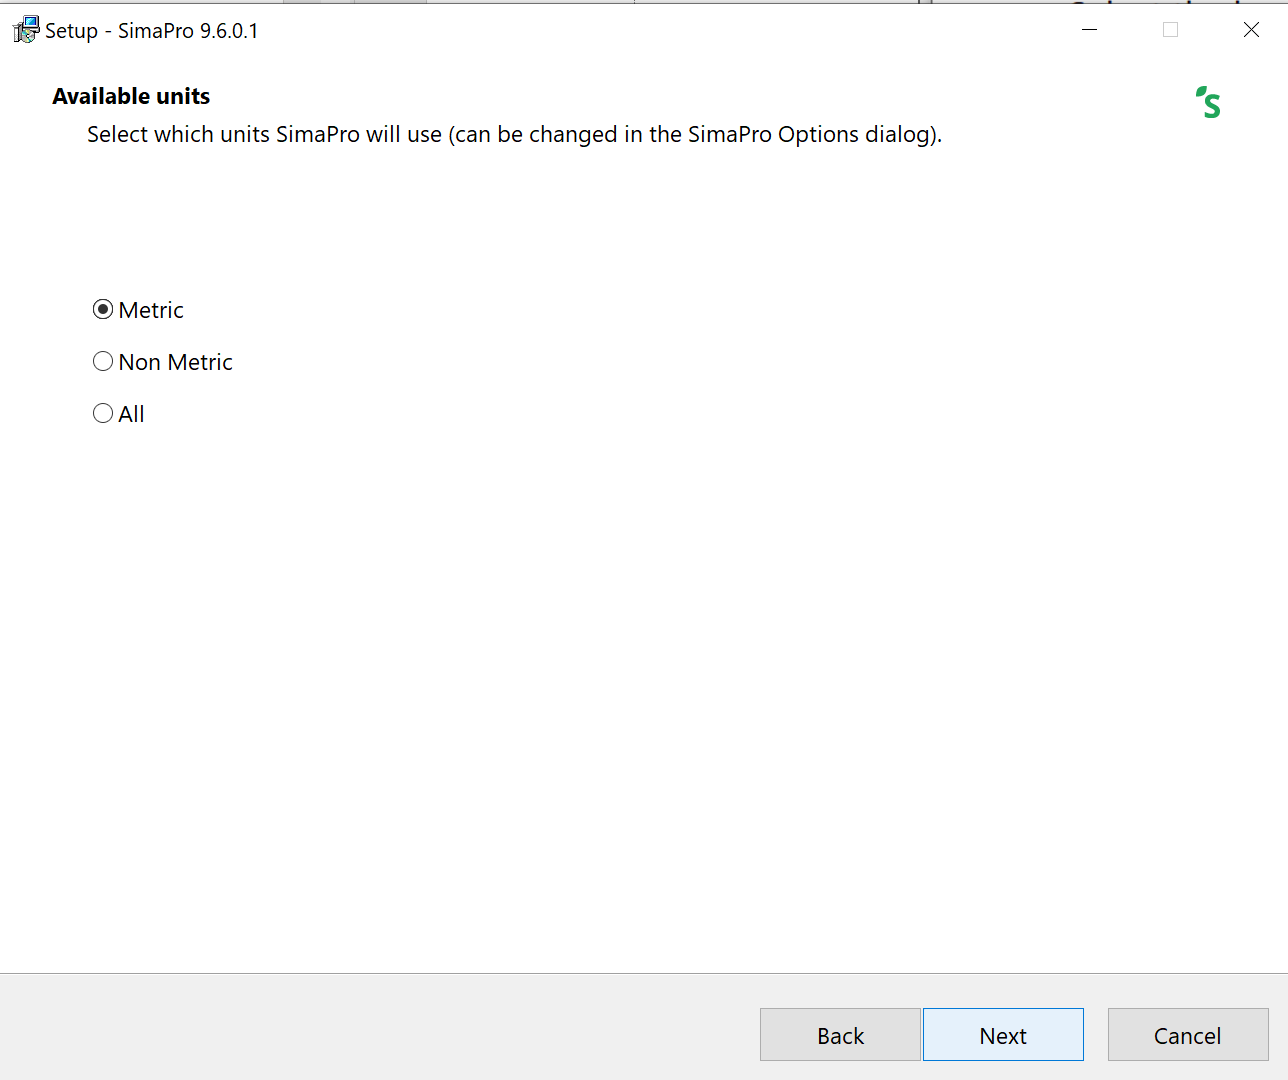 Setup - SimaPro 9.6.0.1
Available units
Select which units SimaPro will use (can be changed in the SimaPro Options dialog).
Metric
Non Metric
All
Back
Next
Cancel